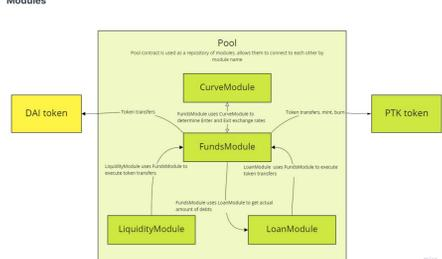 Modules
Pool
Pool contract is used as a repository of modules, allows them to connect to each other by
module name
CurveModule
DAI token
Token transfers
FundsModule uses CurveModule to
determine Enter and Exit exchange rates
Token transfers, mint, burn
PTK token
FundsModule
LiquidityModule uses FundsModule to
execute token transfers
LoanModule uses FundsModule to execute
token transfers
FundsModule uses LoanModule to get actual
amount of debts
LiquidityModule
LoanModule